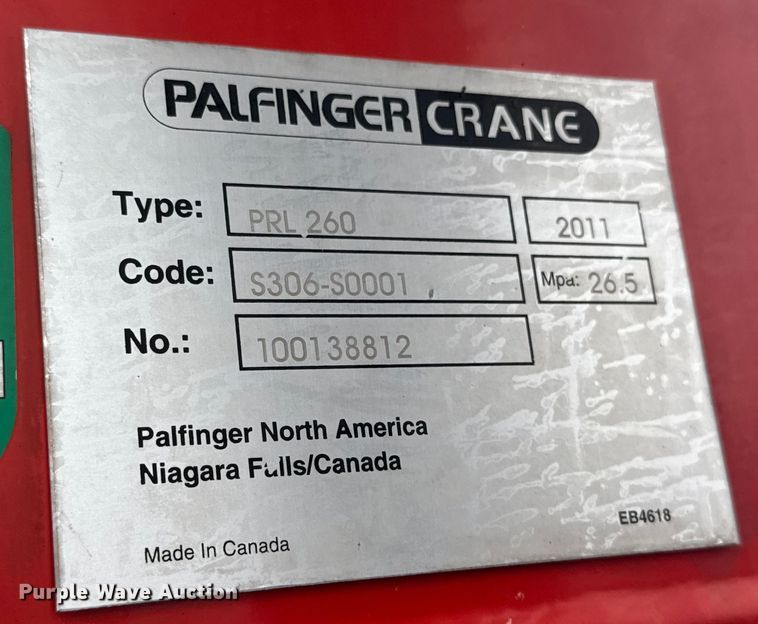 PALFINGER CRANE
Type: PRL 260 2011
Code: S306-S0001 Mpa: 26.5
No.: 100138812
Palfinger North America
Niagara Falls/Canada
EB4618
Made In Canada
Purple Wave Auction